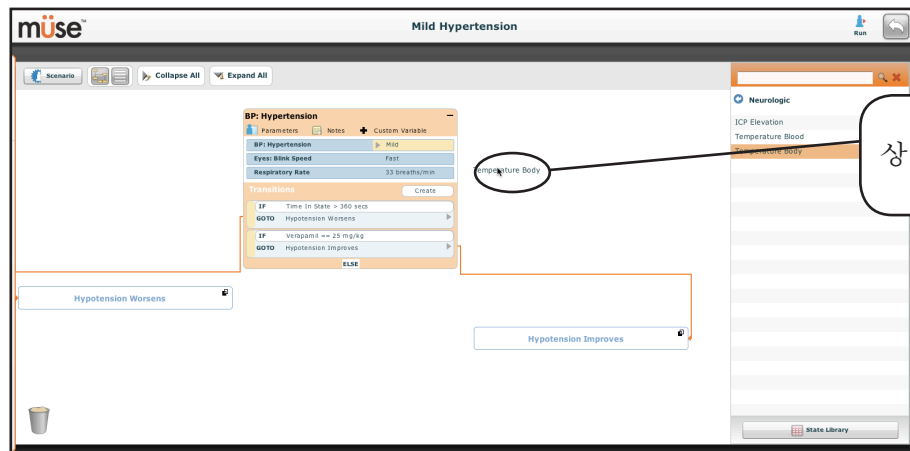 müse™
Mild Hypertension
Run
Scenario
Collapse All
Expand All
BP: Hypertension
Parameters Notes Custom Variable
BP: Hypertension Mild
Eyes: Blink Speed Fast
Respiratory Rate 33 breaths/min
Transitions Create
IF Time In State > 360 secs
GOTO Hypotension Worsens
IF Verapamil == 25 mg/kg
GOTO Hypotension Improves
ELSE
Hypotension Worsens
Hypotension Improves
Temperature Body
Neurologic
ICP Elevation
Temperature Blood
Temperature Body
상
State Library